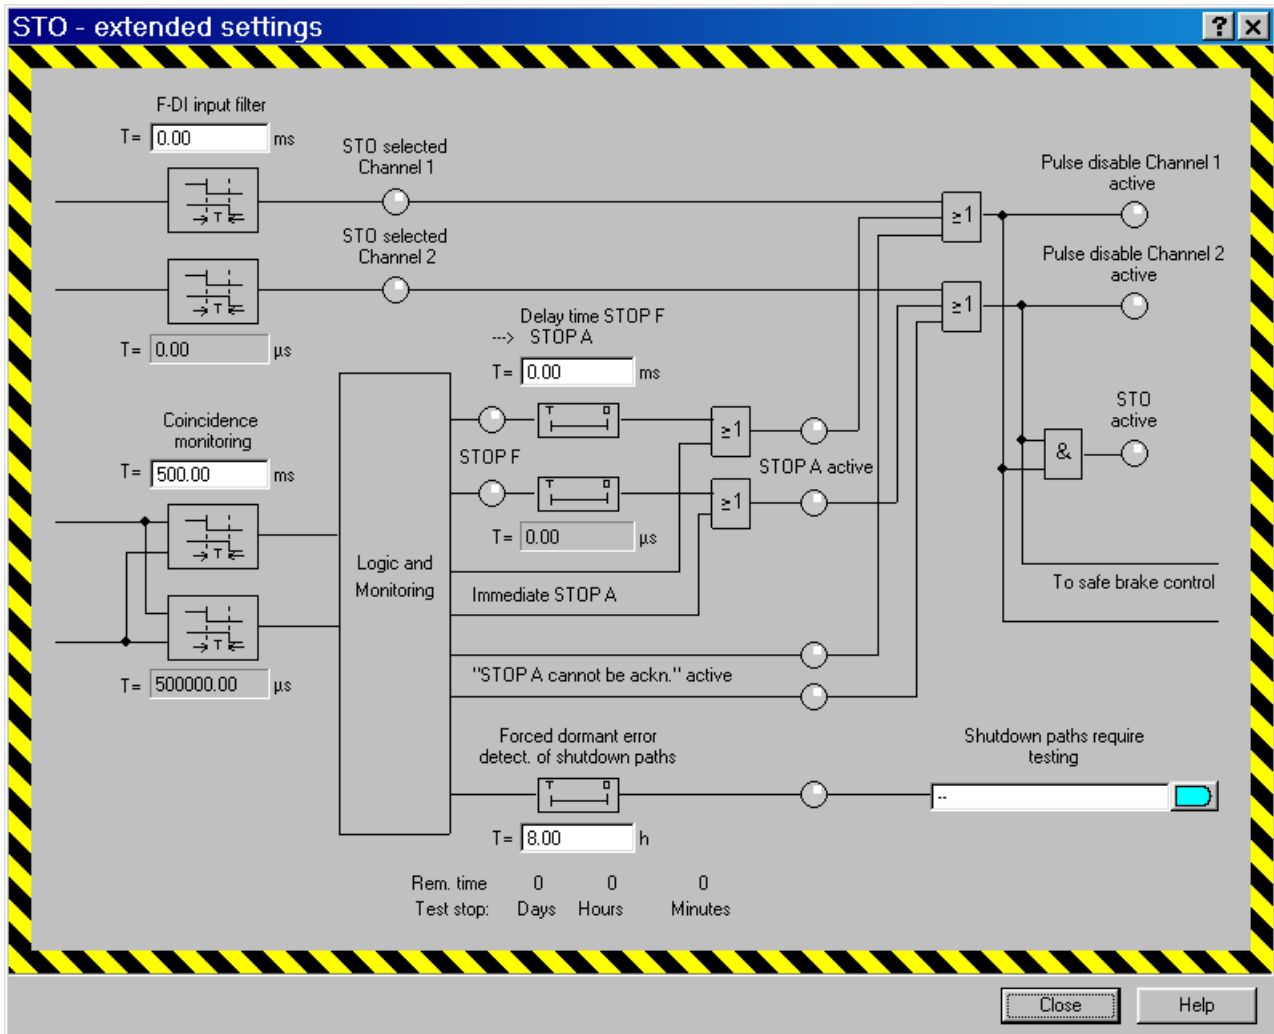 STO - extended settings
F-DI input filter
T= 0.00 ms
STO selected
Channel 1
Pulse disable Channel 1
active
T
≥1
STO selected
Channel 2
Pulse disable Channel 2
active
T
≥1
T= 0.00 µs
Delay time STOP F
---> STOP A
T= 0.00 ms
Coincidence
monitoring
T= 500.00 ms
T 0
≥1
STO
active
&
STOP F
STOP A active
T 0
≥1
T= 0.00 µs
T
Logic and
Monitoring
Immediate STOP A
To safe brake control
T
T= 500000.00 µs
"STOP A cannot be ackn." active
Forced dormant error
detect. of shutdown paths
Shutdown paths require
testing
T 0
--
T= 8.00 h
Rem. time 0 0 0
Test stop: Days Hours Minutes
Close Help